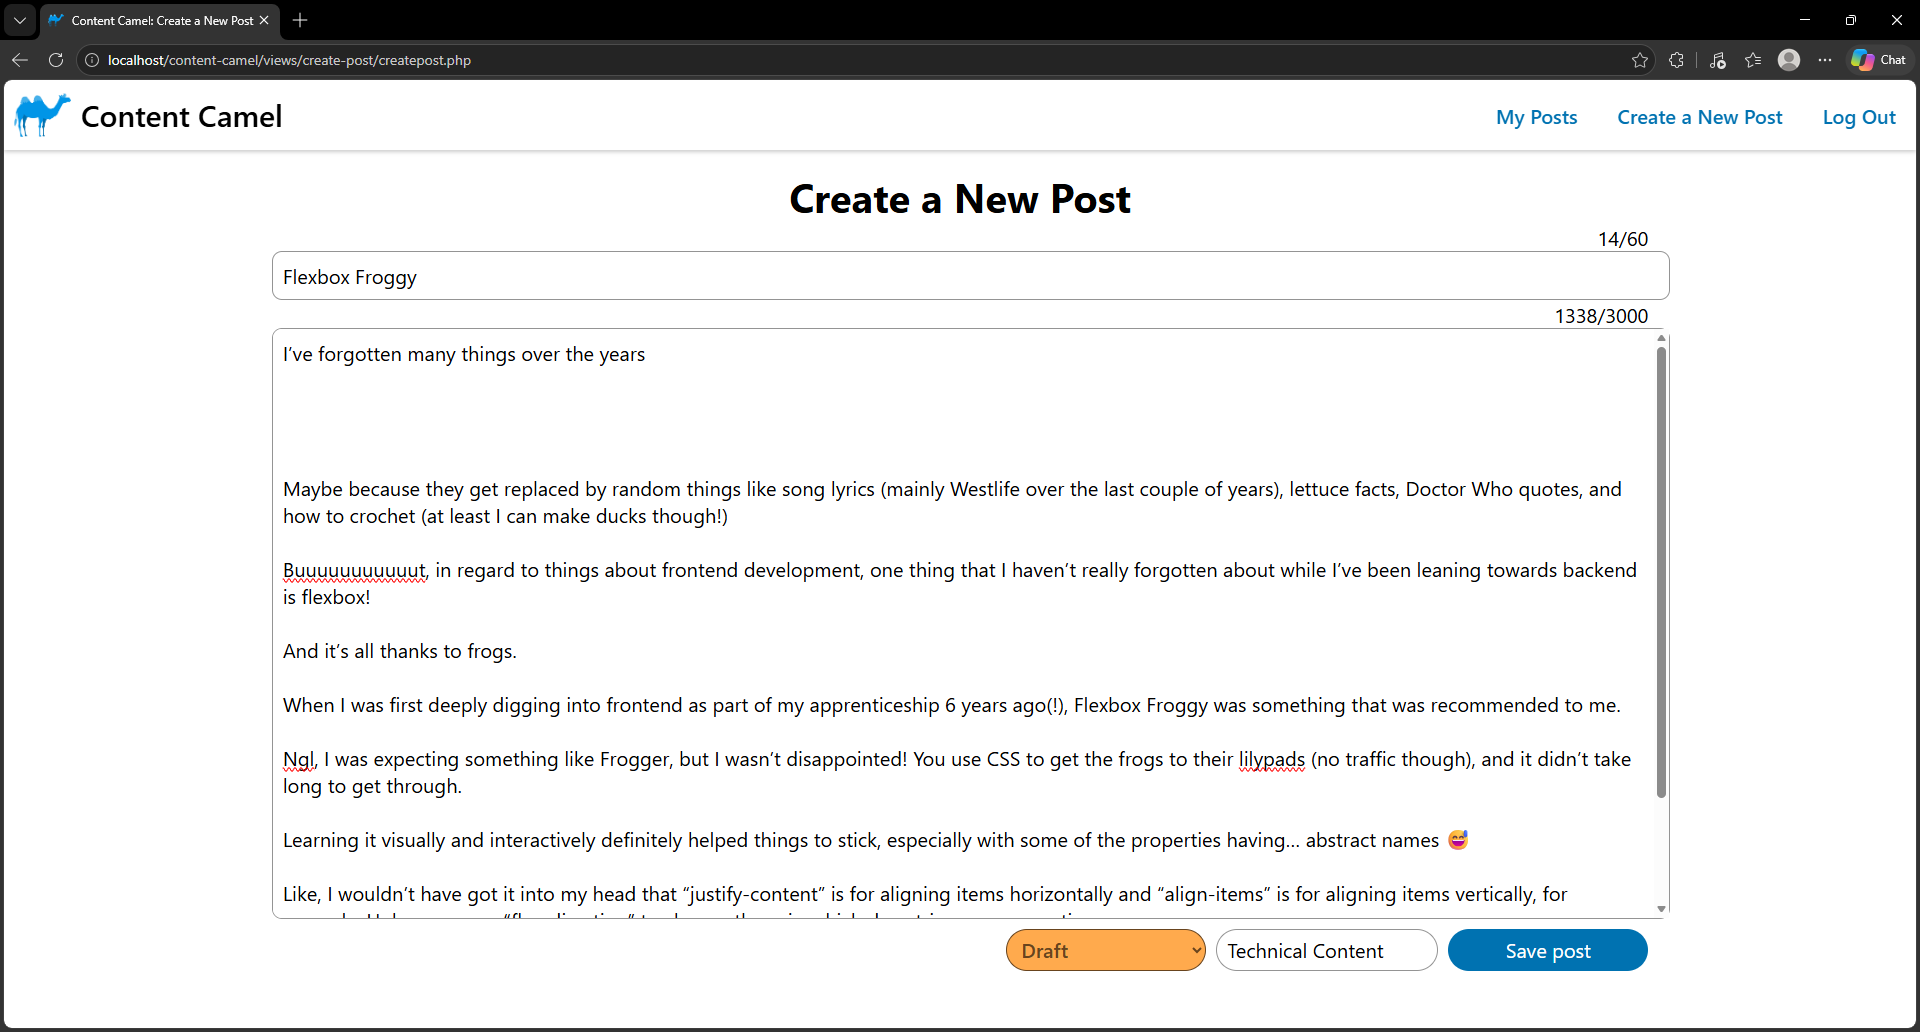 Content Camel: Create a New Post
localhost/content-camel/views/create-post/createpost.php
Chat
Content Camel
My Posts
Create a New Post
Log Out
Create a New Post
14/60
Flexbox Froggy
1338/3000
I’ve forgotten many things over the years
Maybe because they get replaced by random things like song lyrics (mainly Westlife over the last couple of years), lettuce facts, Doctor Who quotes, and
how to crochet (at least I can make ducks though!)
Buuuuuuuuuuut, in regard to things about frontend development, one thing that I haven’t really forgotten about while I’ve been leaning towards backend
is flexbox!
And it’s all thanks to frogs.
When I was first deeply digging into frontend as part of my apprenticeship 6 years ago(!), Flexbox Froggy was something that was recommended to me.
Ngl, I was expecting something like Frogger, but I wasn’t disappointed! You use CSS to get the frogs to their lilypads (no traffic though), and it didn’t take
long to get through.
Learning it visually and interactively definitely helped things to stick, especially with some of the properties having... abstract names 😅
Like, I wouldn’t have got it into my head that “justify-content” is for aligning items horizontally and “align-items” is for aligning items vertically, for
Draft
Technical Content
Save post